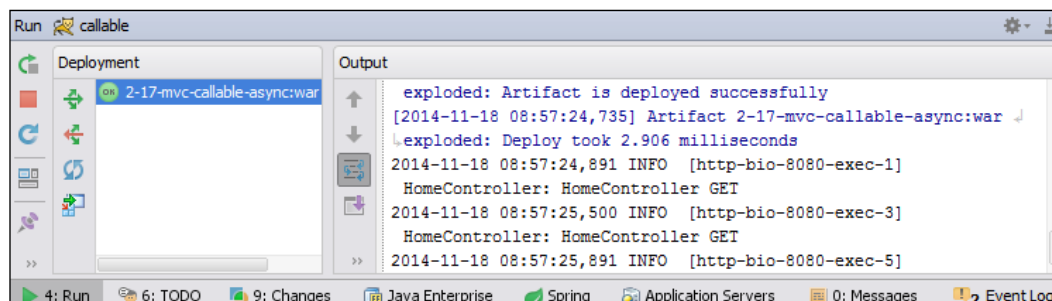 Run callable
Deployment
Output
OK 2-17-mvc-callable-async:war
exploded: Artifact is deployed successfully
[2014-11-18 08:57:24,735] Artifact 2-17-mvc-callable-async:war
exploded: Deploy took 2.906 milliseconds
2014-11-18 08:57:24,891 INFO [http-bio-8080-exec-1]
HomeController: HomeController GET
2014-11-18 08:57:25,500 INFO [http-bio-8080-exec-3]
HomeController: HomeController GET
2014-11-18 08:57:25,891 INFO [http-bio-8080-exec-5]
4: Run 6: TODO 9: Changes Java Enterprise Spring Application Servers 0: Messages 2 Event Log